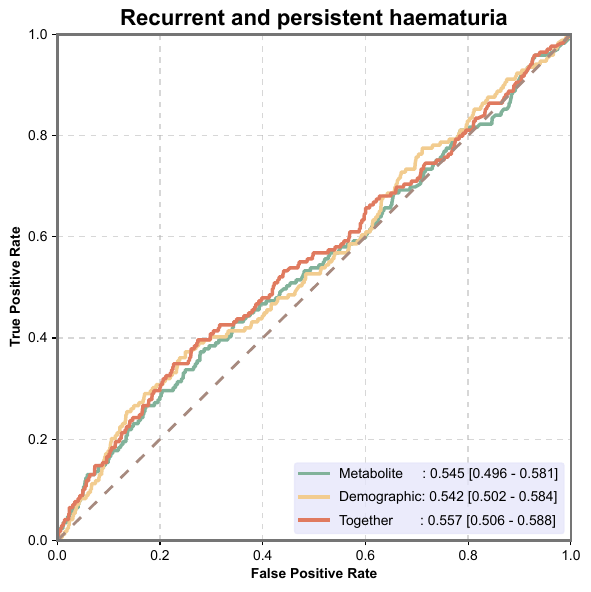 Recurrent and persistent haematuria
1.0
0.8
0.6
0.4
0.2
0.0
True Positive Rate
Metabolite : 0.545 [0.496 - 0.581]
Demographic: 0.542 [0.502 - 0.584]
Together : 0.557 [0.506 - 0.588]
0.0 0.2 0.4 0.6 0.8 1.0
False Positive Rate